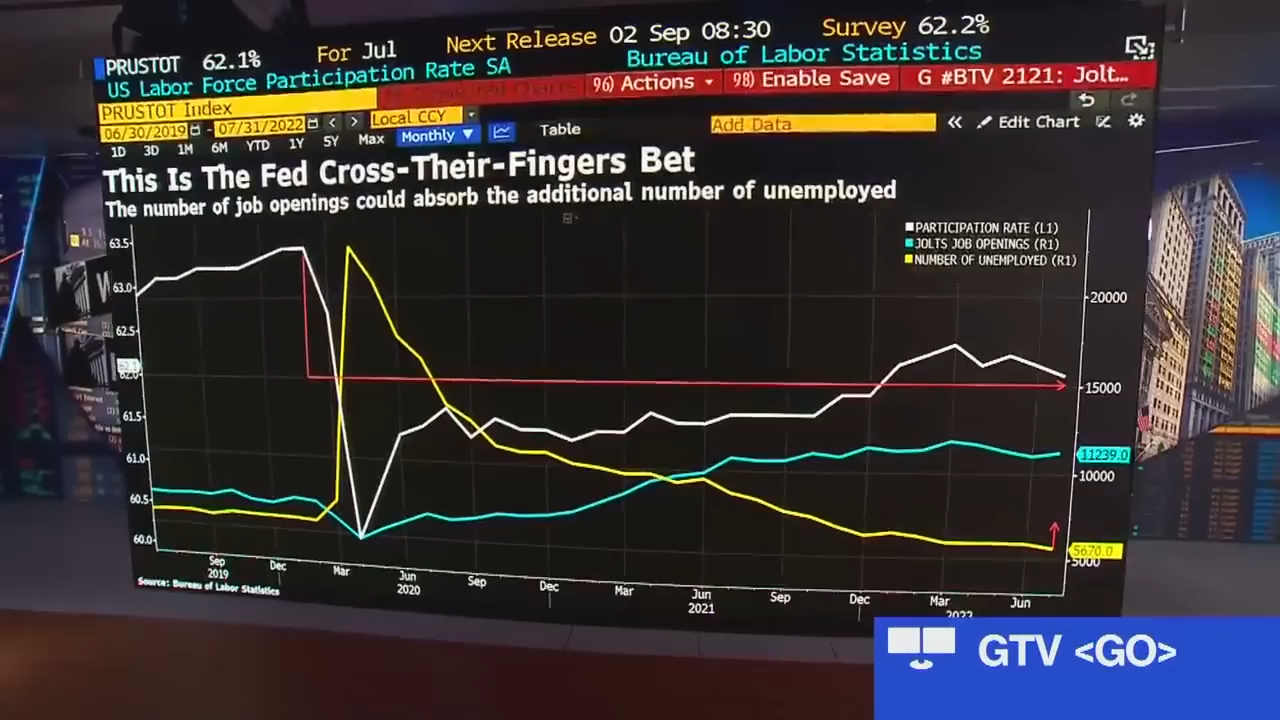 PRUSTOT 62.1% For Jul Next Release 02 Sep 08:30 Survey 62.2%
US Labor Force Participation Rate SA Bureau of Labor Statistics
PRUSTOT Index 96) Actions 98) Enable Save G #BTV 2121: Jolt...
06/30/2019 - 07/31/2022 Local CCY Add Data « Edit Chart
1D 3D 1M 6M YTD 1Y 5Y Max Monthly ▼ Table
This Is The Fed Cross-Their-Fingers Bet
The number of job openings could absorb the additional number of unemployed
PARTICIPATION RATE (L1)
JOLTS JOB OPENINGS (R1)
NUMBER OF UNEMPLOYED (R1)
63.5
63.0
62.5
62.1
62.0
61.5
61.0
60.5
60.0
20000
15000
11239.0
10000
5670.0
5000
Sep Dec Mar Jun Sep Dec Mar Jun Sep Dec Mar Jun
2019 2020 2021 2022
Source: Bureau of Labor Statistics
GTV <GO>